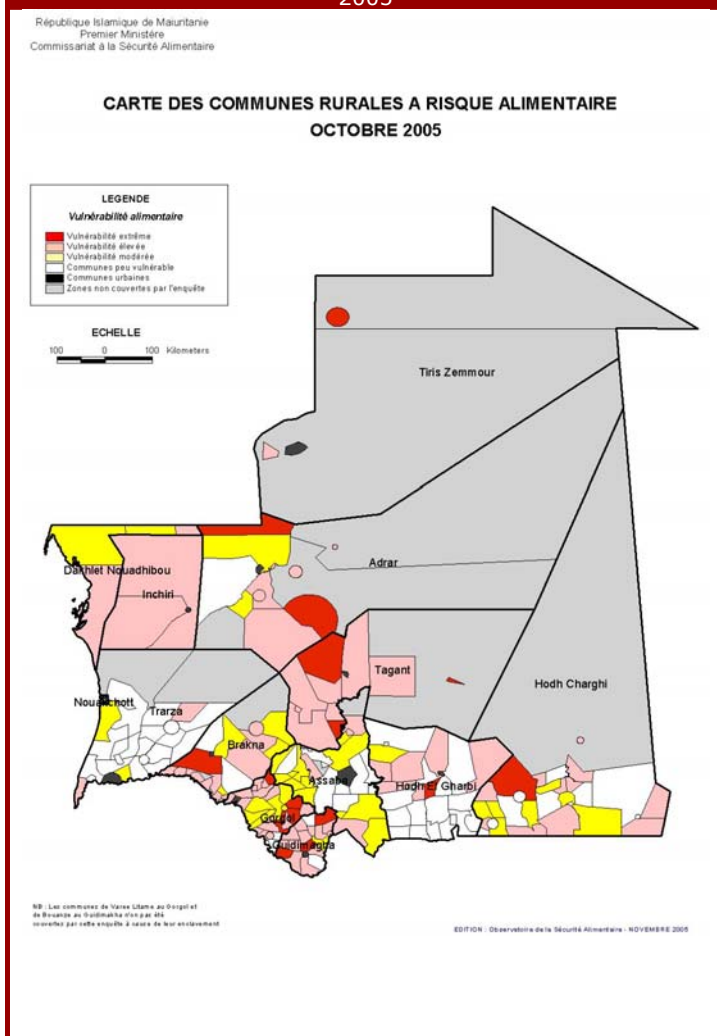 2005
République Islamique de Maiuritanie
Premier Ministère
Commissariat à la Sécurité Alimentaire
CARTE DES COMMUNES RURALES A RISQUE ALIMENTAIRE
OCTOBRE 2005
LEGENDE
Vulnérabilité alimentaire
Vulnérabilité extrême
Vulnérabilité élevée
Vulnérabilité modérée
Communes peu vulnérable
Communes urbaines
Zones non couvertes par l'enquête
ECHELLE
100 0 100 Kilometers
Tiris Zemmour
Adrar
Dakhlet Nouadhibou
Inchiri
Tagant
Hodh Charghi
Nouakchott
Trarza
Brakna
Assaba
Hodh El Gharbi
Gorgol
Guidimagha
NB : Les communes de Varee Litame au Gorgol et
de Bouanze au Guidimakha n'on pas été
couvertes par cette enquête à cause de leur enclavement
EDITION : Observatoire de la Sécurité Alimentaire - NOVEMBRE 2005